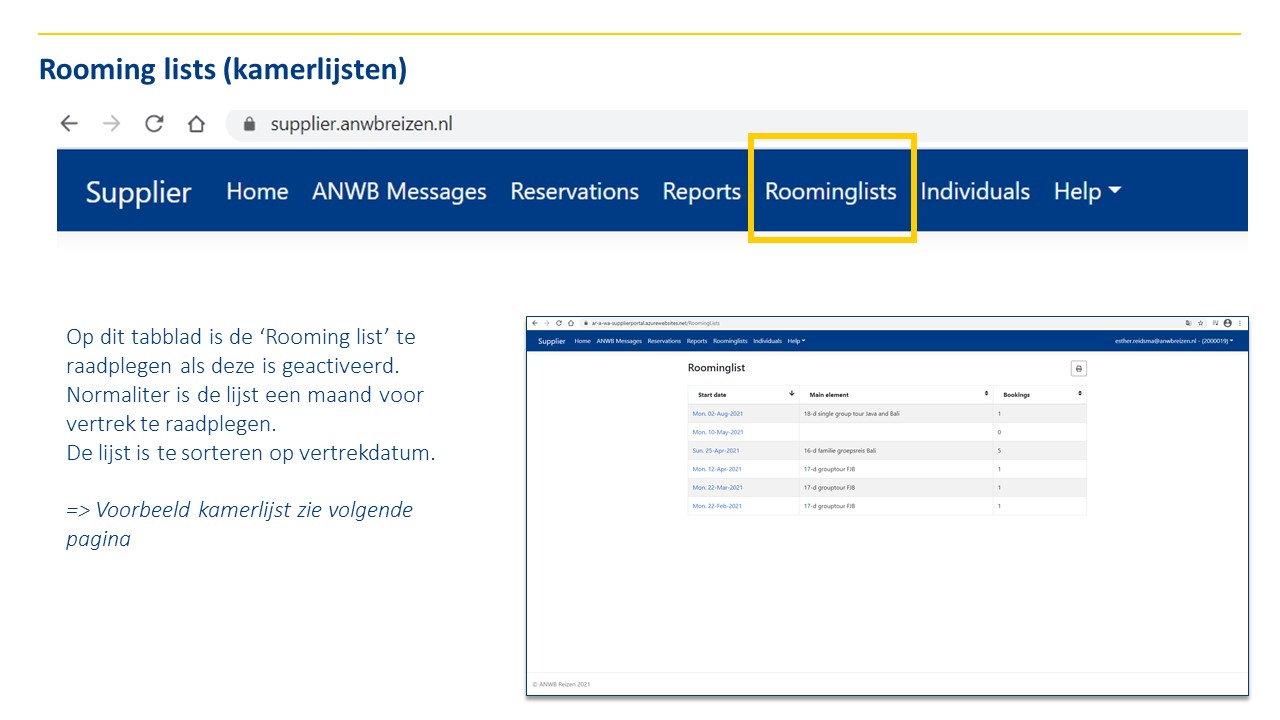 Rooming lists (kamerlijsten)
supplier.anwbreizen.nl
Supplier Home ANWB Messages Reservations Reports Roominglists Individuals Help
Op dit tabblad is de ‘Rooming list’ te
raadplegen als deze is geactiveerd.
Normaliter is de lijst een maand voor
vertrek te raadplegen.
De lijst is te sorteren op vertrekdatum.
=> Voorbeeld kamerlijst zie volgende
pagina
ar-a-wa-supplierportal.azurewebsites.net/RoomingLists
Supplier Home ANWB Messages Reservations Reports Roominglists Individuals Help esther.reidsma@anwbreizen.nl - (2000019)
Roominglist
Start date Main element Bookings
Mon. 02-Aug-2021 18-d single group tour Java and Bali 1
Mon. 10-May-2021 0
Sun. 25-Apr-2021 16-d familie groepsreis Bali 5
Mon. 12-Apr-2021 17-d grouptour FJB 1
Mon. 22-Mar-2021 17-d grouptour FJB 1
Mon. 22-Feb-2021 17-d grouptour FJB 1
© ANWB Reizen 2021